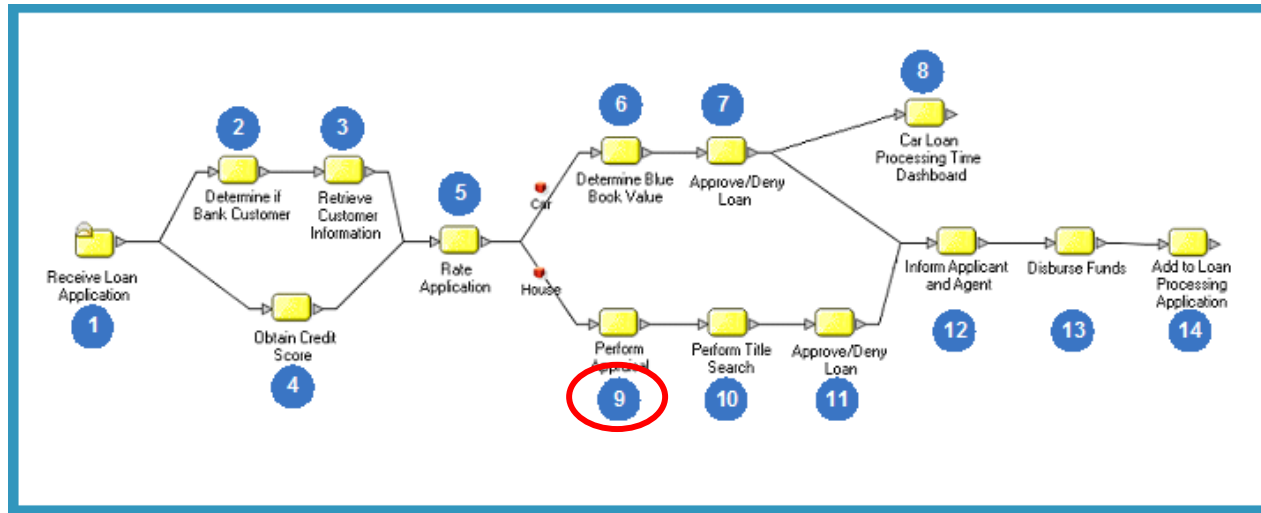 1
Receive Loan
Application
2
Determine if
Bank Customer
3
Retrieve
Customer
Information
4
Obtain Credit
Score
5
Rate
Application
Car
House
6
Determine Blue
Book Value
7
Approve/Deny
Loan
8
Car Loan
Processing Time
Dashboard
9
Perform
Appraisal
10
Perform Title
Search
11
Approve/Deny
Loan
12
Inform Applicant
and Agent
13
Disburse Funds
14
Add to Loan
Processing
Application